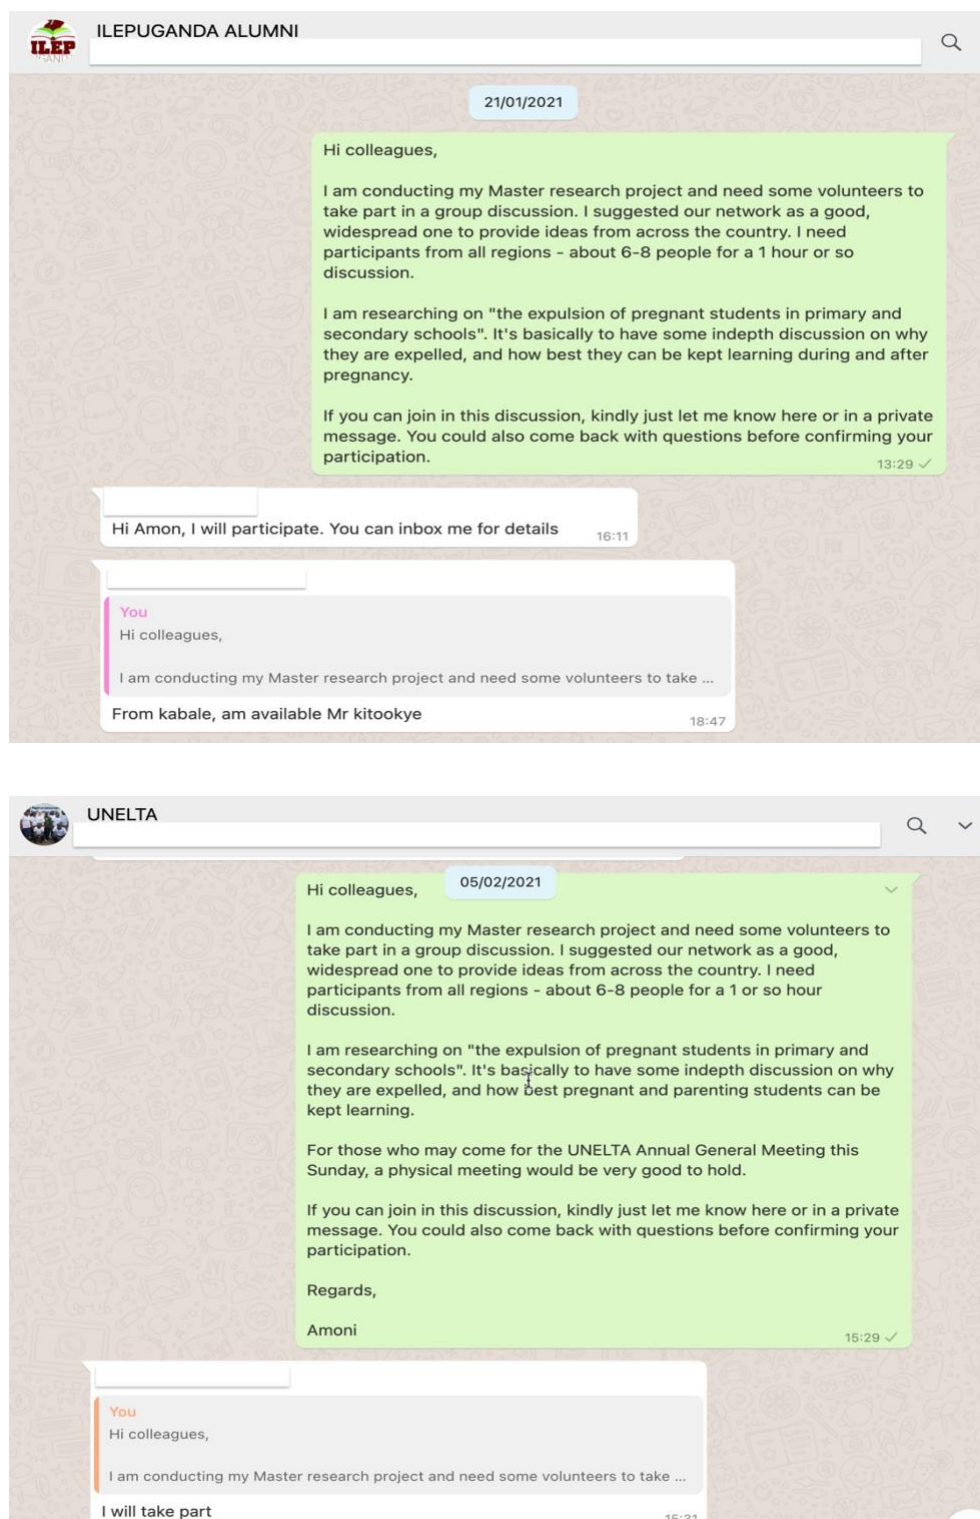 ILEPUGANDA ALUMNI
ILEP
21/01/2021
Hi colleagues,
I am conducting my Master research project and need some volunteers to
take part in a group discussion. I suggested our network as a good,
widespread one to provide ideas from across the country. I need
participants from all regions - about 6-8 people for a 1 hour or so
discussion.
I am researching on "the expulsion of pregnant students in primary and
secondary schools". It's basically to have some indepth discussion on why
they are expelled, and how best they can be kept learning during and after
pregnancy.
If you can join in this discussion, kindly just let me know here or in a private
message. You could also come back with questions before confirming your
participation.
13:29
Hi Amon, I will participate. You can inbox me for details
16:11
You
Hi colleagues,
I am conducting my Master research project and need some volunteers to take ...
From kabale, am available Mr kitookye
18:47
UNELTA
05/02/2021
Hi colleagues,
I am conducting my Master research project and need some volunteers to
take part in a group discussion. I suggested our network as a good,
widespread one to provide ideas from across the country. I need
participants from all regions - about 6-8 people for a 1 or so hour
discussion.
I am researching on "the expulsion of pregnant students in primary and
secondary schools". It's basically to have some indepth discussion on why
they are expelled, and how best pregnant and parenting students can be
kept learning.
For those who may come for the UNELTA Annual General Meeting this
Sunday, a physical meeting would be very good to hold.
If you can join in this discussion, kindly just let me know here or in a private
message. You could also come back with questions before confirming your
participation.
Regards,
Amoni
15:29
You
Hi colleagues,
I am conducting my Master research project and need some volunteers to take ...
I will take part
15:31